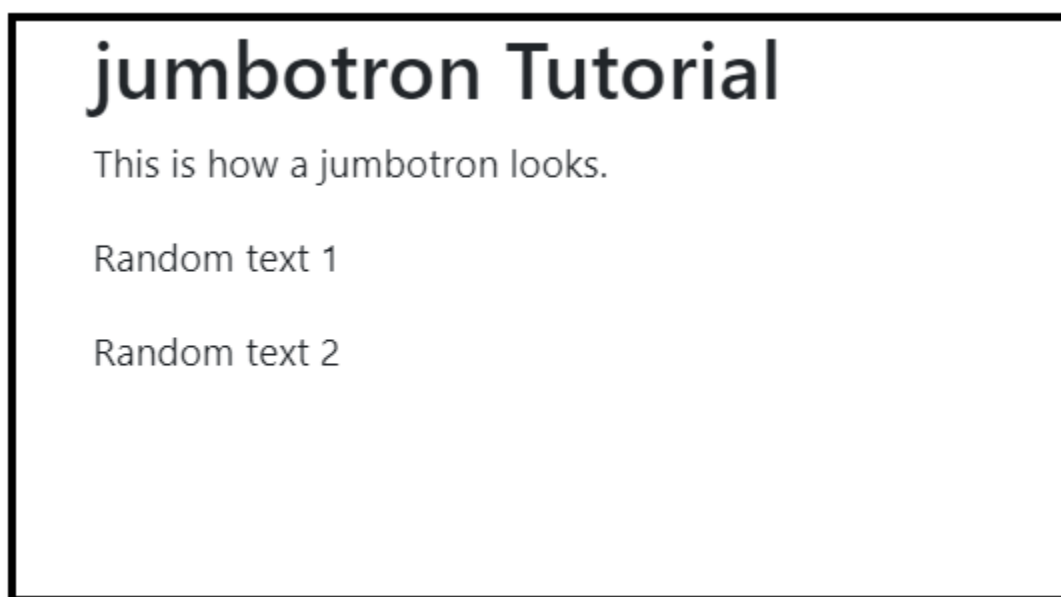 jumbotron Tutorial
This is how a jumbotron looks.
Random text 1
Random text 2